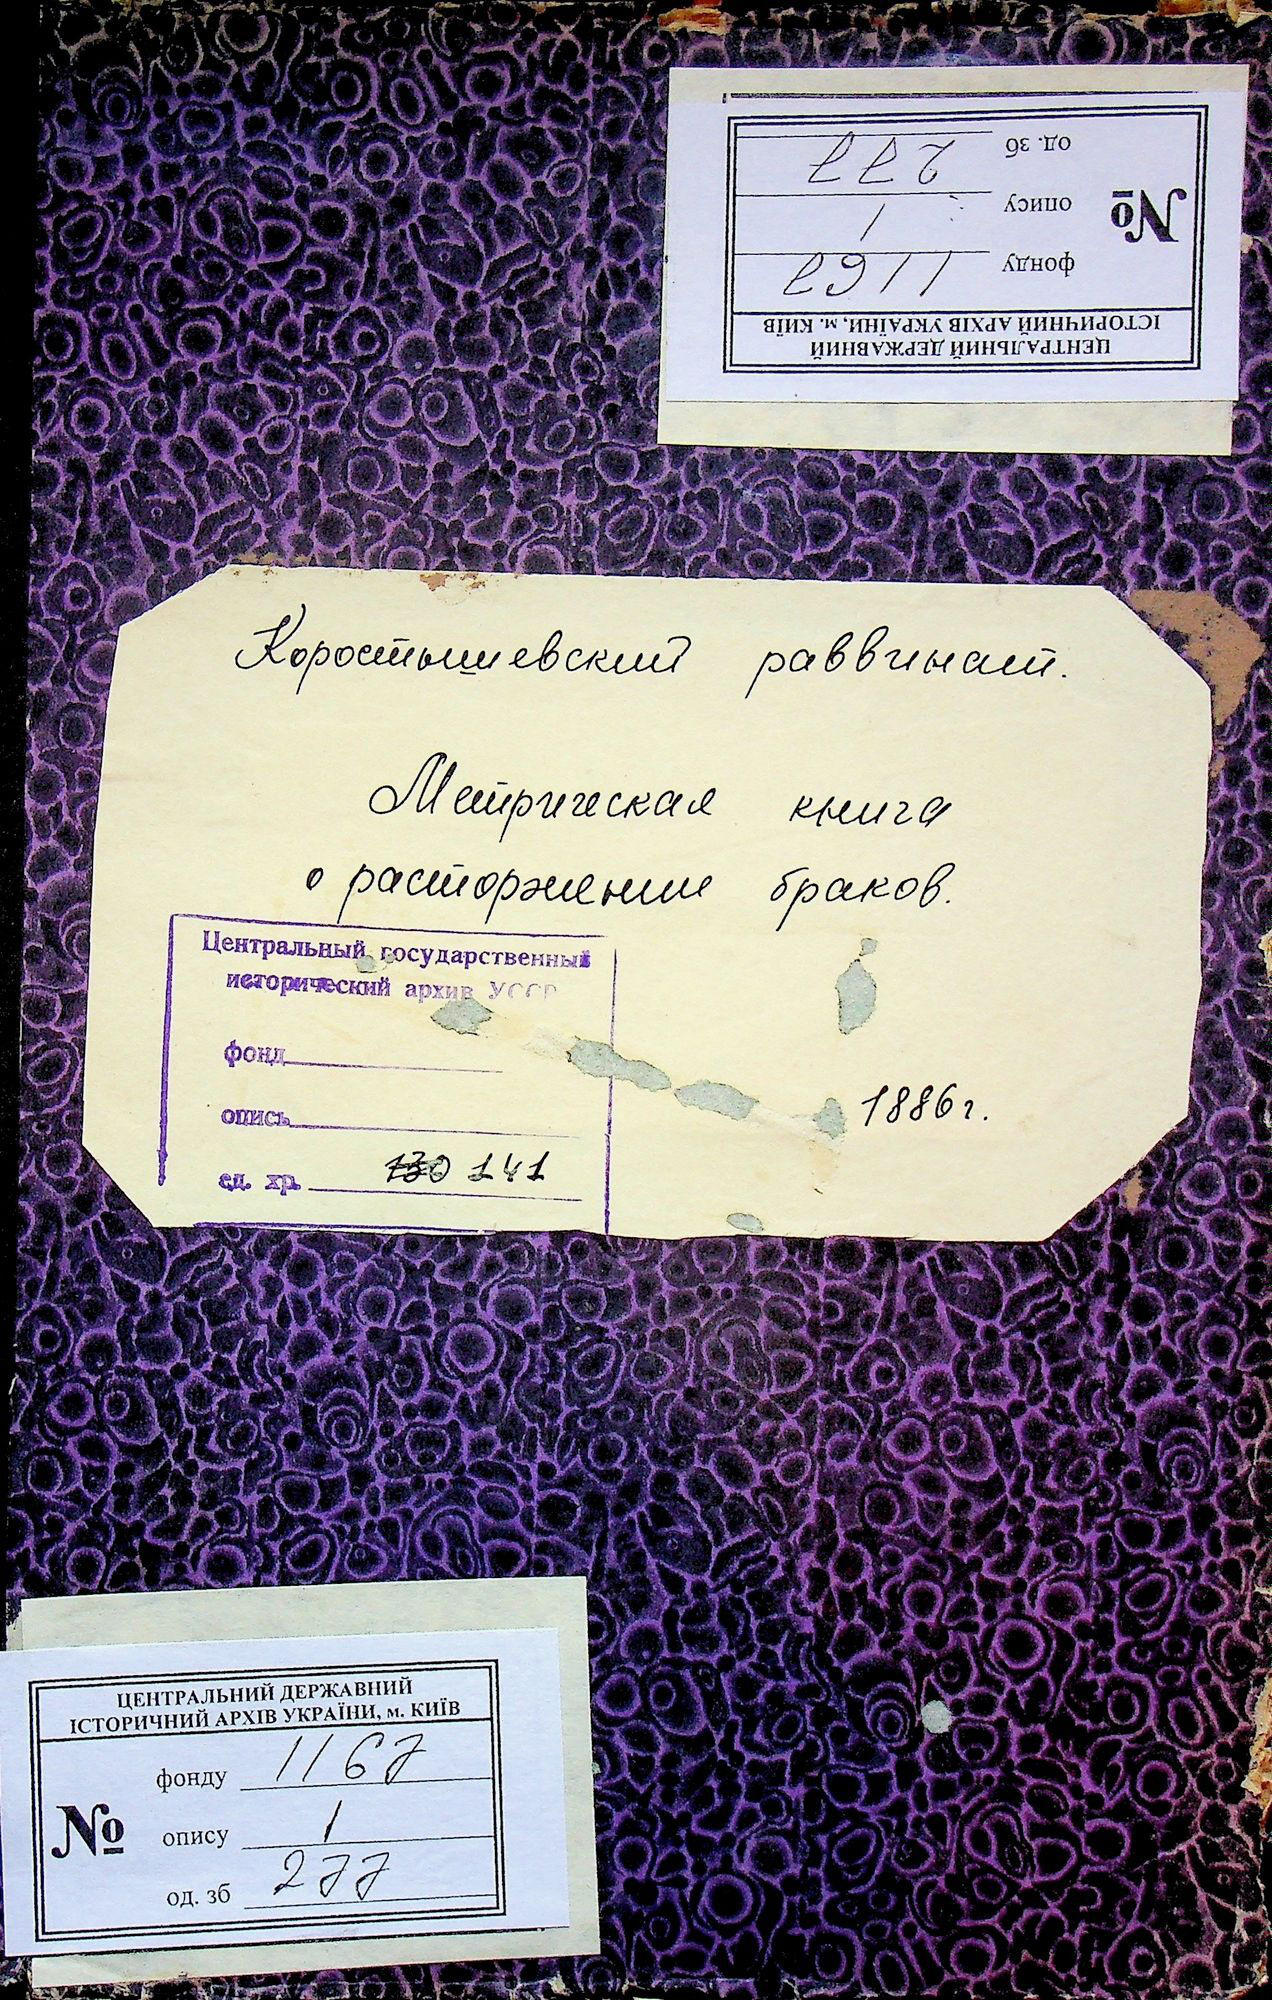 ЦЕНТРАЛЬНИЙ ДЕРЖАВНИЙ
ІСТОРИЧНИЙ АРХІВ УКРАЇНИ, м. КИЇВ
фонду 1167
№
опису 1
од. зб 277
Коростышевский раввинат.
Метрическая книга
о расторжении браков.
Центральный государственный
исторический архив УССР
фонд
опись
1886 г.
ед. хр. 130 141
ЦЕНТРАЛЬНИЙ ДЕРЖАВНИЙ
ІСТОРИЧНИЙ АРХІВ УКРАЇНИ, м. КИЇВ
фонду 1167
№
опису 1
од. зб 277